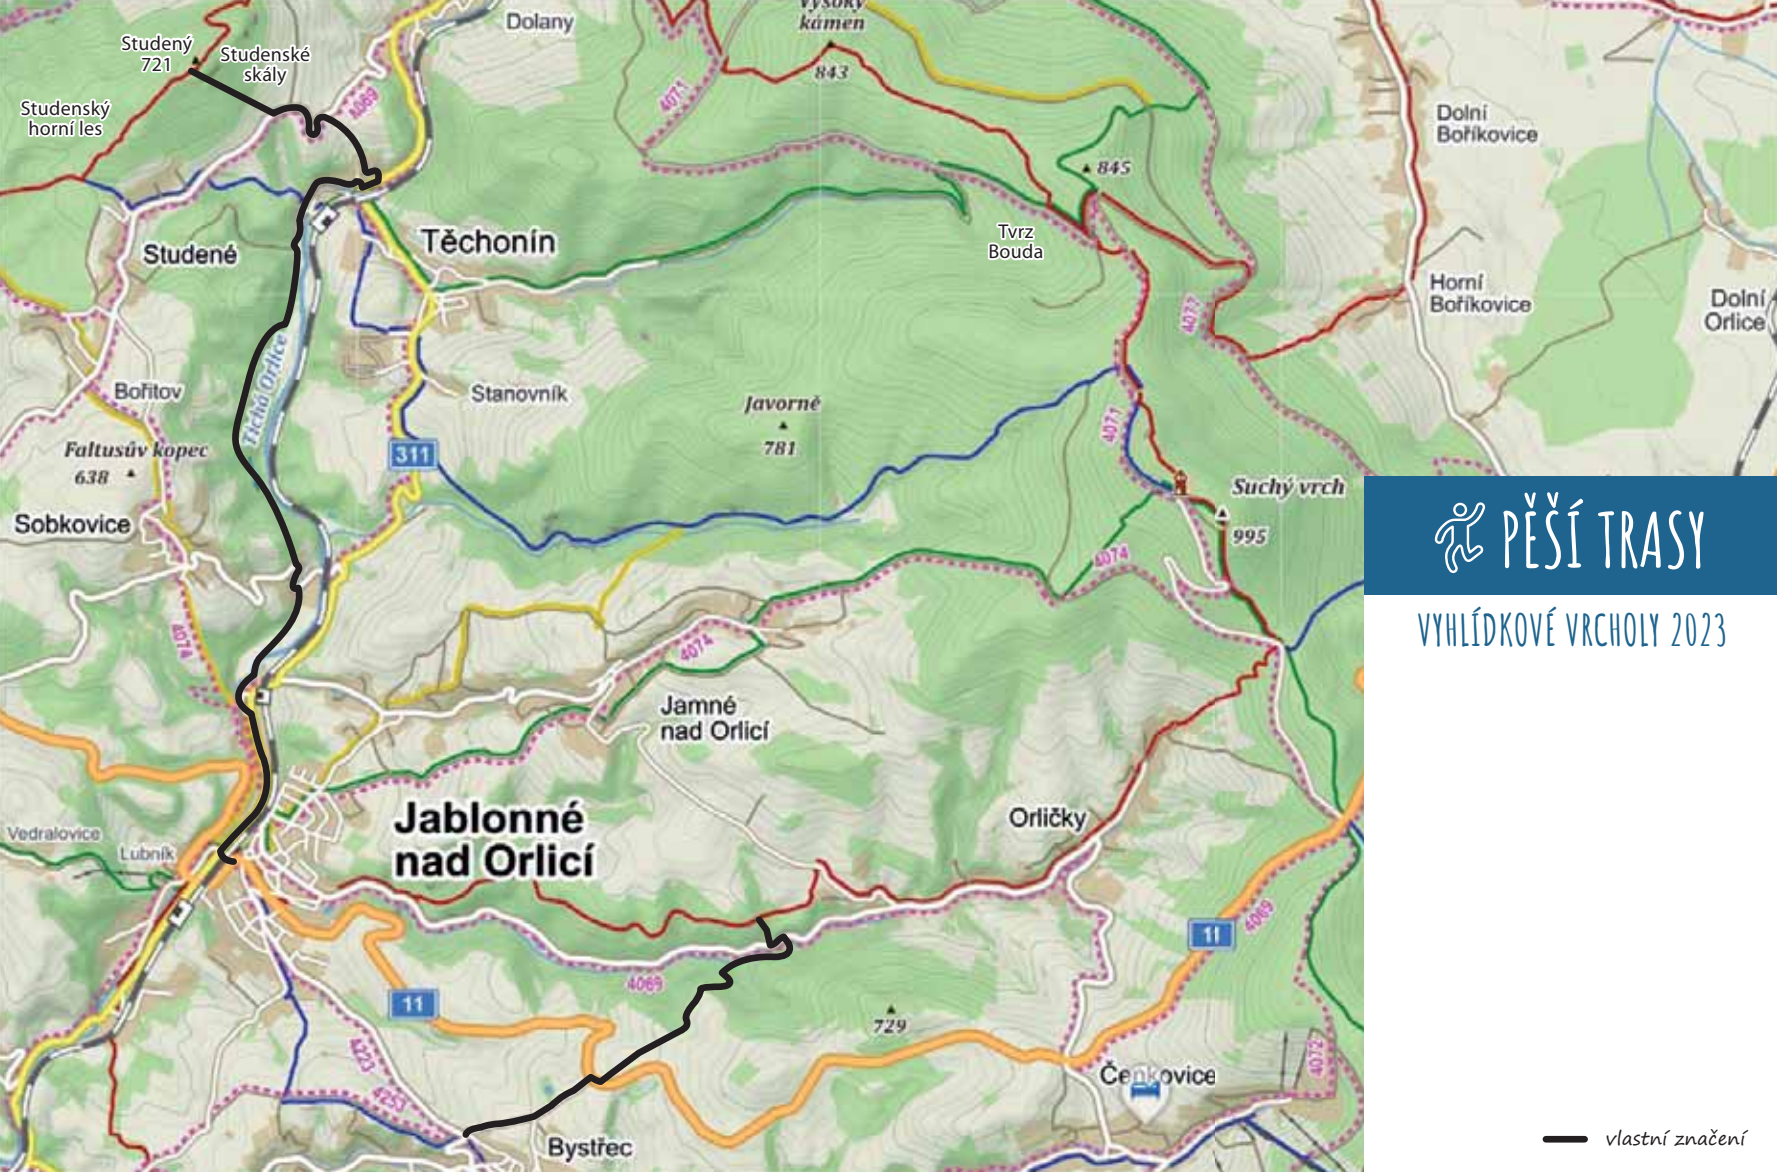 Vysoký
kámen
843
Dolany
Studený
721
Studenské
skály
4069
Studenský
horní les
4071
Dolní
Boříkovice
845
Těchonín
Tvrz
Bouda
Studené
Horní
Boříkovice
Dolní
Orlice
4077
Tichá Orlice
Bořitov
Stanovník
Javorné
781
4071
311
Faltusův kopec
638
Suchý vrch
995
Sobkovice
4074
PĚŠÍ TRASY
VYHLÍDKOVÉ VRCHOLY 2023
4074
4074
Jamné
nad Orlicí
Jablonné
nad Orlicí
Orličky
Vedralovice
Lubník
11
4069
4069
11
729
4223
4253
4072
Čenkovice
Bystřec
vlastní značení